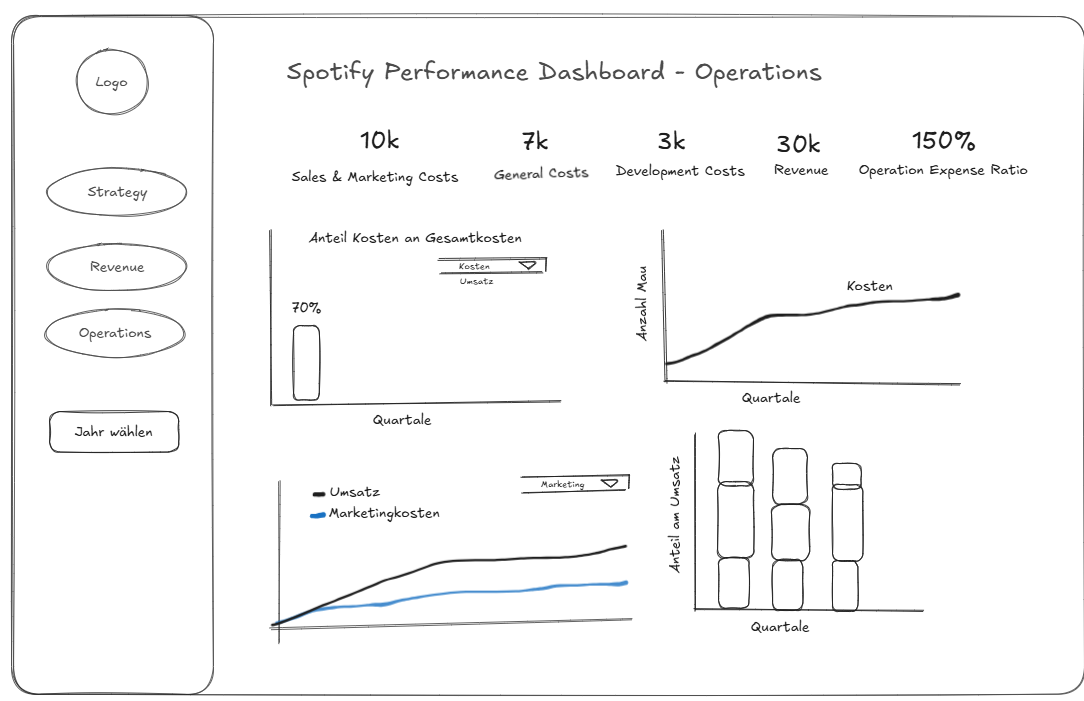 Logo
Strategy
Revenue
Operations
Jahr wählen
Spotify Performance Dashboard - Operations
10k
Sales & Marketing Costs
7k
General Costs
3k
Development Costs
30k
Revenue
150%
Operation Expense Ratio
Anteil Kosten an Gesamtkosten
Kosten
Umsatz
70%
Quartale
Anzahl Mau
Kosten
Quartale
Marketing
Umsatz
Marketingkosten
Anteil am Umsatz
Quartale